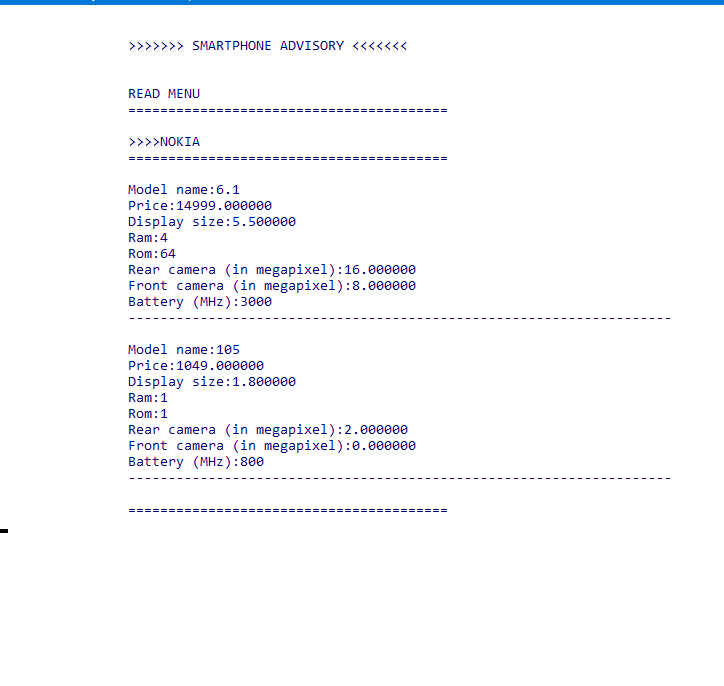 >>>>>>> SMARTPHONE ADVISORY <<<<<<<
READ MENU
========================================
>>>>NOKIA
========================================
Model name:6.1
Price:14999.000000
Display size:5.500000
Ram:4
Rom:64
Rear camera (in megapixel):16.000000
Front camera (in megapixel):8.000000
Battery (MHz):3000
--------------------------------------------------------------------
Model name:105
Price:1049.000000
Display size:1.800000
Ram:1
Rom:1
Rear camera (in megapixel):2.000000
Front camera (in megapixel):0.000000
Battery (MHz):800
--------------------------------------------------------------------
========================================